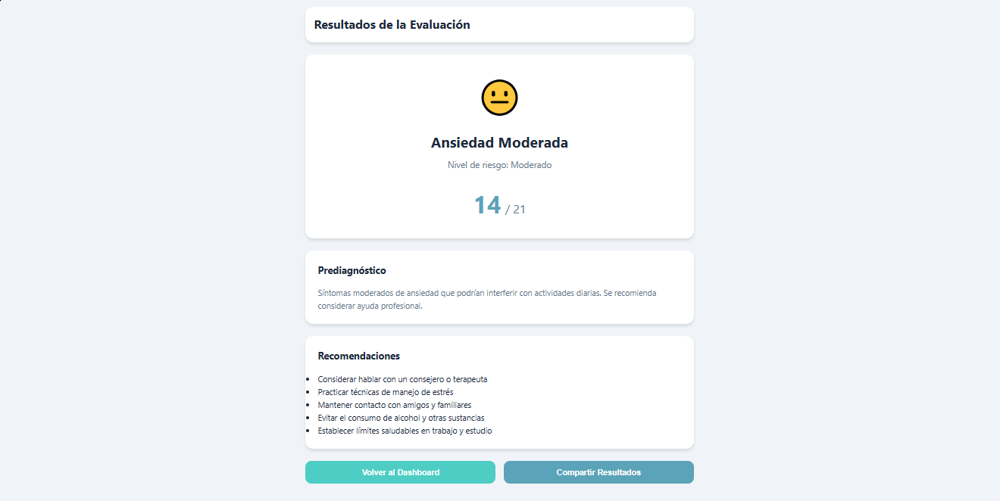 Resultados de la Evaluación
Ansiedad Moderada
Nivel de riesgo: Moderado
14 / 21
Prediagnóstico
Síntomas moderados de ansiedad que podrían interferir con actividades diarias. Se recomienda
considerar ayuda profesional.
Recomendaciones
• Considerar hablar con un consejero o terapeuta
• Practicar técnicas de manejo de estrés
• Mantener contacto con amigos y familiares
• Evitar el consumo de alcohol y otras sustancias
• Establecer límites saludables en trabajo y estudio
Volver al Dashboard
Compartir Resultados